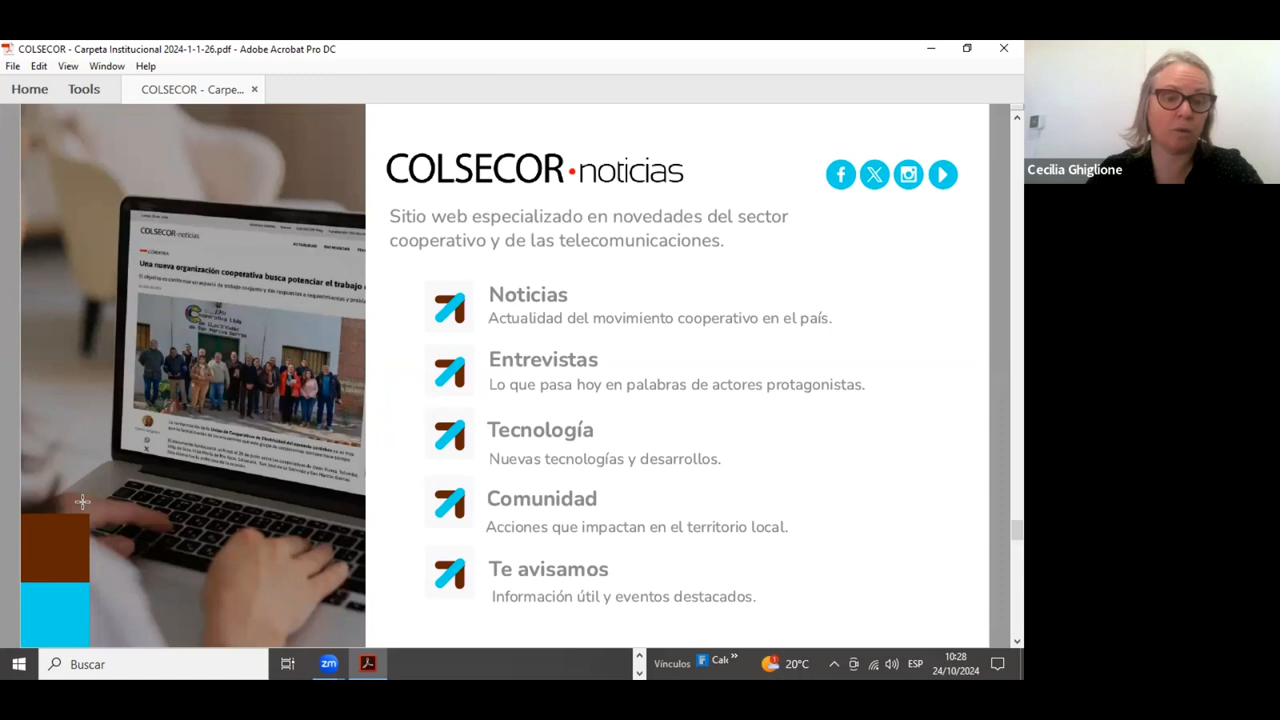 COLSECOR - Carpeta Institucional 2024-1-1-26.pdf - Adobe Acrobat Pro DC
File Edit View Window Help
Home Tools COLSECOR - Carpe... ×
COLSECOR noticias
Una nueva organización cooperativa busca potenciar el trabajo
COLSECOR·noticias
Sitio web especializado en novedades del sector
cooperativo y de las telecomunicaciones.
Noticias
Actualidad del movimiento cooperativo en el país.
Entrevistas
Lo que pasa hoy en palabras de actores protagonistas.
Tecnología
Nuevas tecnologías y desarrollos.
Comunidad
Acciones que impactan en el territorio local.
Te avisamos
Información útil y eventos destacados.
Cecilia Ghiglione
Buscar
zm
Vínculos
20°C
ESP
10:28
24/10/2024